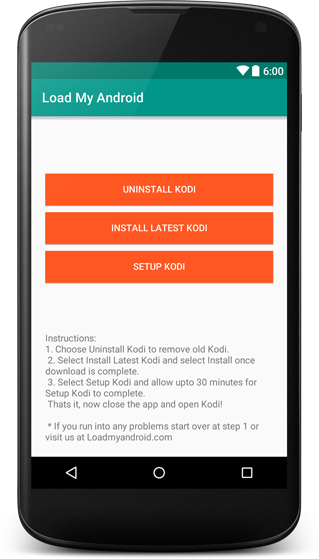 6:00
Load My Android
UNINSTALL KODI
INSTALL LATEST KODI
SETUP KODI
Instructions:
1. Choose Uninstall Kodi to remove old Kodi.
2. Select Install Latest Kodi and select Install once
download is complete.
3. Select Setup Kodi and allow upto 30 minutes for
Setup Kodi to complete.
Thats it, now close the app and open Kodi!
* If you run into any problems start over at step 1 or
visit us at Loadmyandroid.com